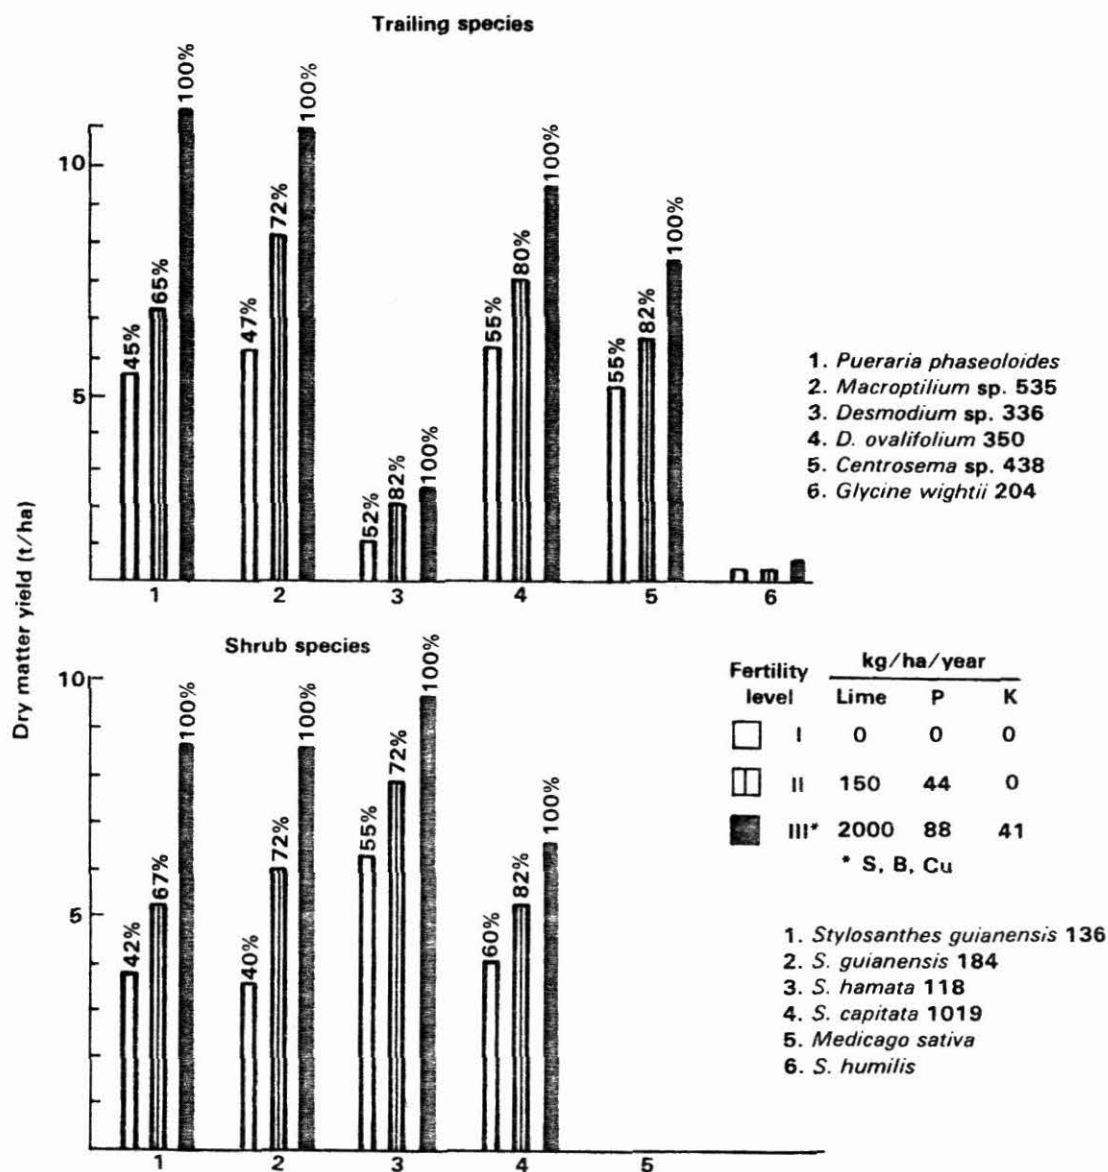 Trailing species
Dry matter yield (t/ha)
10
5
45%
65%
100%
47%
72%
100%
52%
82%
100%
55%
80%
100%
55%
82%
100%
1 2 3 4 5 6
1. Pueraria phaseoloides
2. Macroptilium sp. 535
3. Desmodium sp. 336
4. D. ovalifolium 350
5. Centrosema sp. 438
6. Glycine wightii 204
Shrub species
10
5
42%
67%
100%
40%
72%
100%
55%
72%
100%
60%
82%
100%
1 2 3 4 5
Fertility level kg/ha/year
Lime P K
I 0 0 0
II 150 44 0
III* 2000 88 41
* S, B, Cu
1. Stylosanthes guianensis 136
2. S. guianensis 184
3. S. hamata 118
4. S. capitata 1019
5. Medicago sativa
6. S. humilis